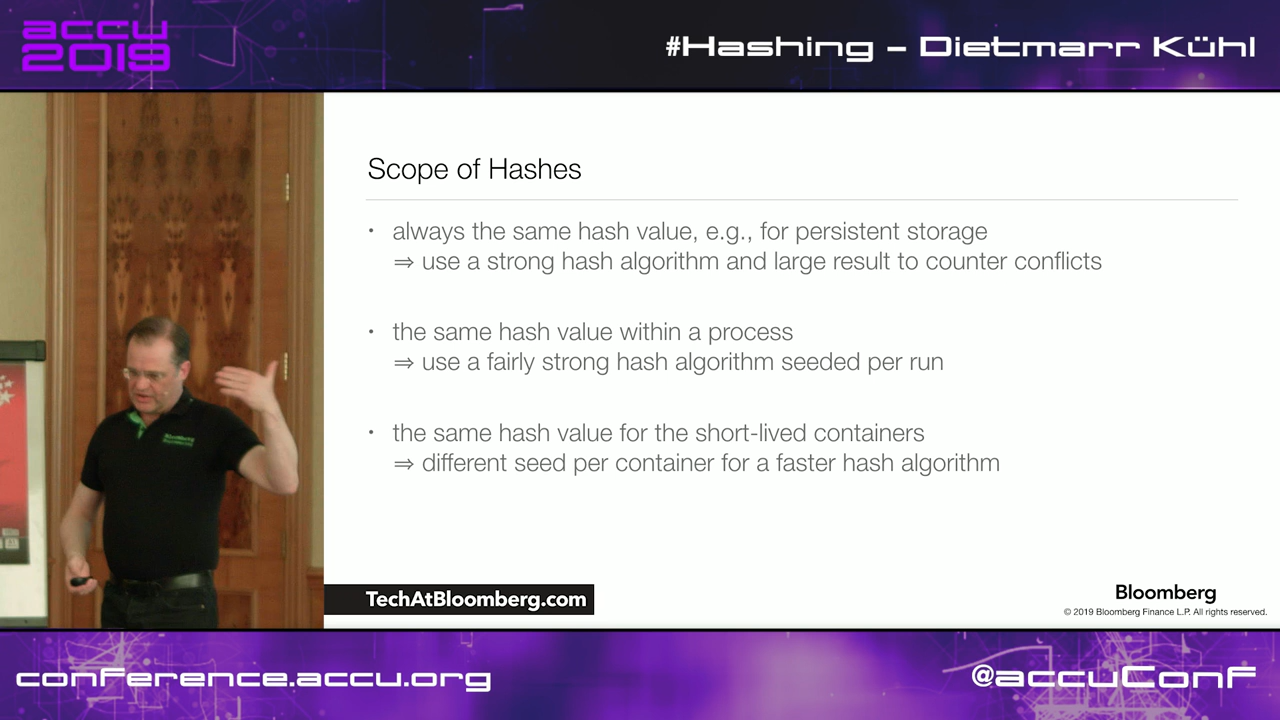 accu
2019
#Hashing – Dietmarr Kühl
Scope of Hashes
• always the same hash value, e.g., for persistent storage
⇒ use a strong hash algorithm and large result to counter conflicts
• the same hash value within a process
⇒ use a fairly strong hash algorithm seeded per run
• the same hash value for the short-lived containers
⇒ different seed per container for a faster hash algorithm
TechAtBloomberg.com
Bloomberg
© 2019 Bloomberg Finance L.P. All rights reserved.
conference.accu.org
@accuConf